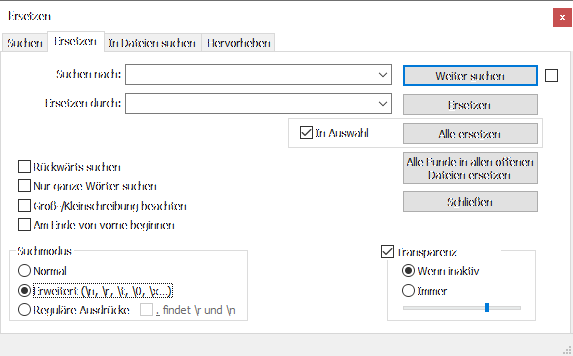 Ersetzen
Suchen Ersetzen In Dateien suchen Hervorheben
Suchen nach: Weiter suchen
Ersetzen durch: Ersetzen
In Auswahl Alle ersetzen
Alle Funde in allen offenen
Dateien ersetzen
Rückwärts suchen
Nur ganze Wörter suchen
Groß-/Kleinschreibung beachten Schließen
Am Ende von vorne beginnen
Suchmodus Transparenz
Normal Wenn inaktiv
Erweitert (\n, \r, \t, \0, \x...) Immer
Reguläre Ausdrücke . findet \r und \n